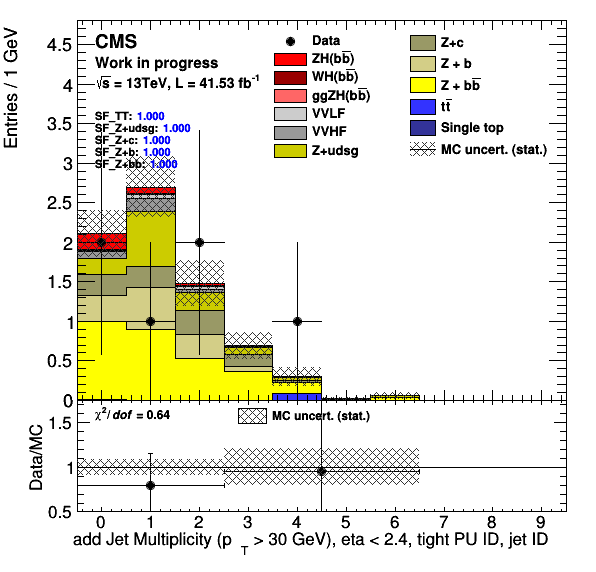 Entries / 1 GeV
4.5
4
3.5
3
2.5
2
1.5
1
0.5
0
CMS
Work in progress
√s = 13TeV, L = 41.53 fb⁻¹
SF_TT: 1.000
SF_Z+udsg: 1.000
SF_Z+c: 1.000
SF_Z+b: 1.000
SF_Z+bb: 1.000
Data
ZH(bb̅)
WH(bb̅)
ggZH(bb̅)
VVLF
VVHF
Z+udsg
Z+c
Z + b
Z + bb̅
tt̅
Single top
MC uncert. (stat.)
Data/MC
1.5
1
0.5
χ²/dof = 0.64
MC uncert. (stat.)
0 1 2 3 4 5 6 7 8 9
add Jet Multiplicity (p_T > 30 GeV), eta < 2.4, tight PU ID, jet ID